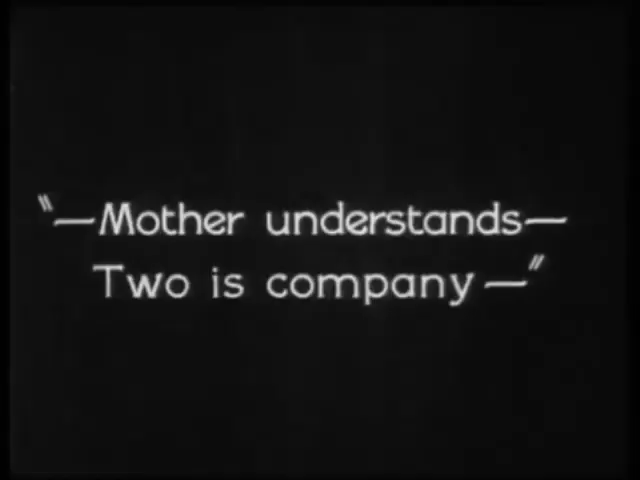 "—Mother understands—
Two is company—"